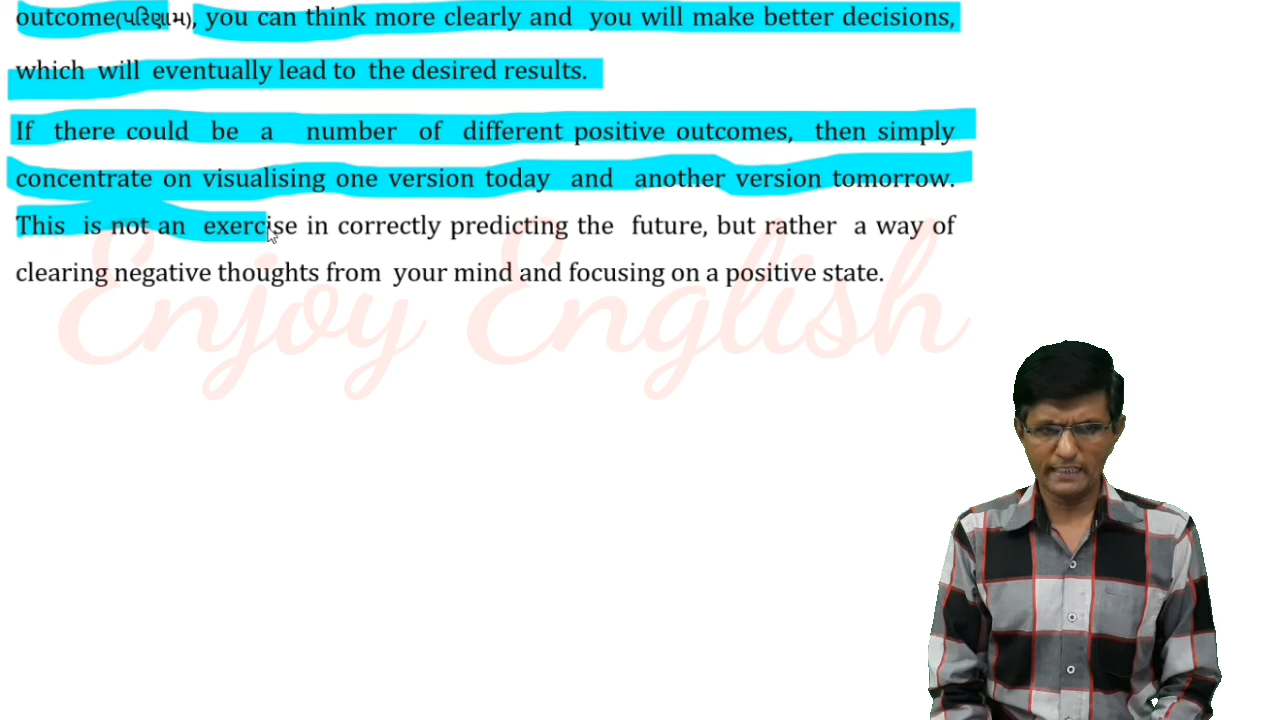 outcome(પરિણામ), you can think more clearly and you will make better decisions,
which will eventually lead to the desired results.
If there could be a number of different positive outcomes, then simply
concentrate on visualising one version today and another version tomorrow.
This is not an exercise in correctly predicting the future, but rather a way of
clearing negative thoughts from your mind and focusing on a positive state.
Enjoy English